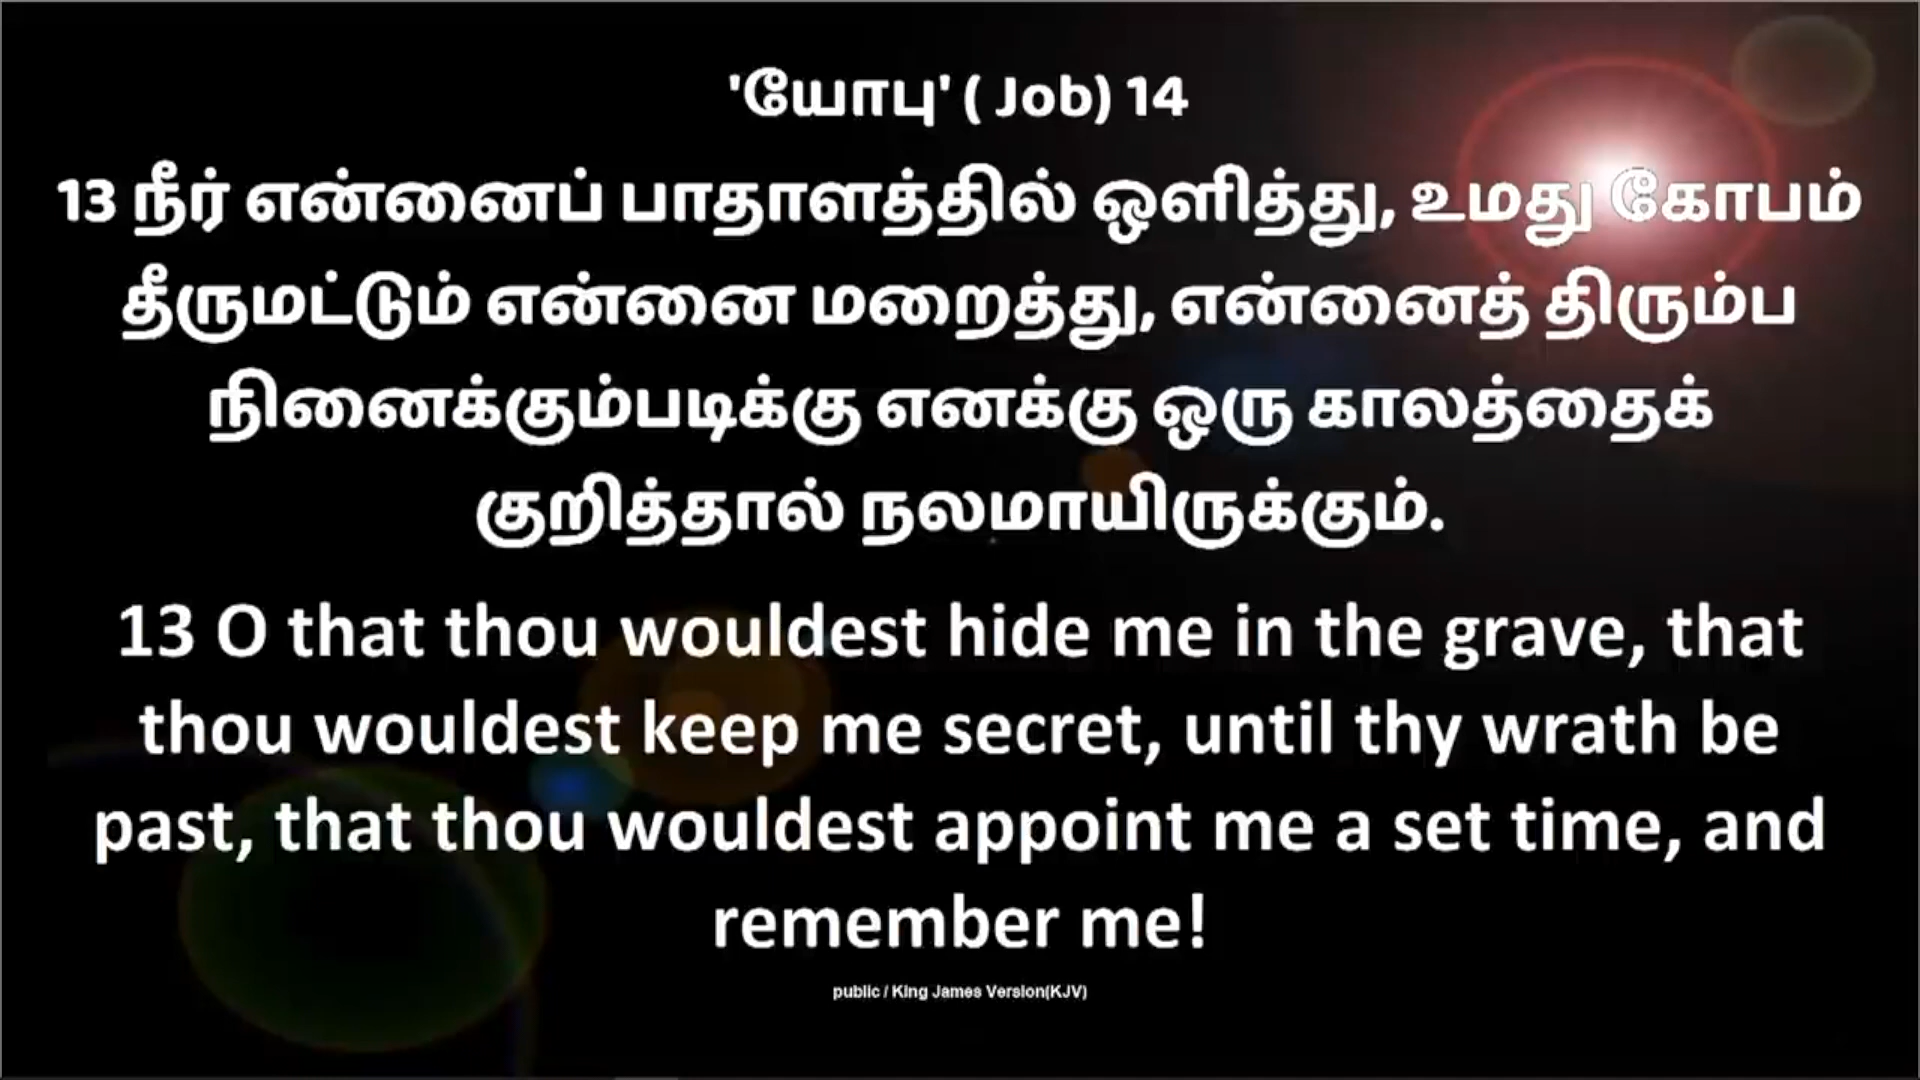 'யோபு' ( Job) 14
13 நீர் என்னைப் பாதாளத்தில் ஒளித்து, உமது கோபம்
தீருமட்டும் என்னை மறைத்து, என்னைத் திரும்ப
நினைக்கும்படிக்கு எனக்கு ஒரு காலத்தைக்
குறித்தால் நலமாயிருக்கும்.
13 O that thou wouldest hide me in the grave, that
thou wouldest keep me secret, until thy wrath be
past, that thou wouldest appoint me a set time, and
remember me!
public / King James Version(KJV)